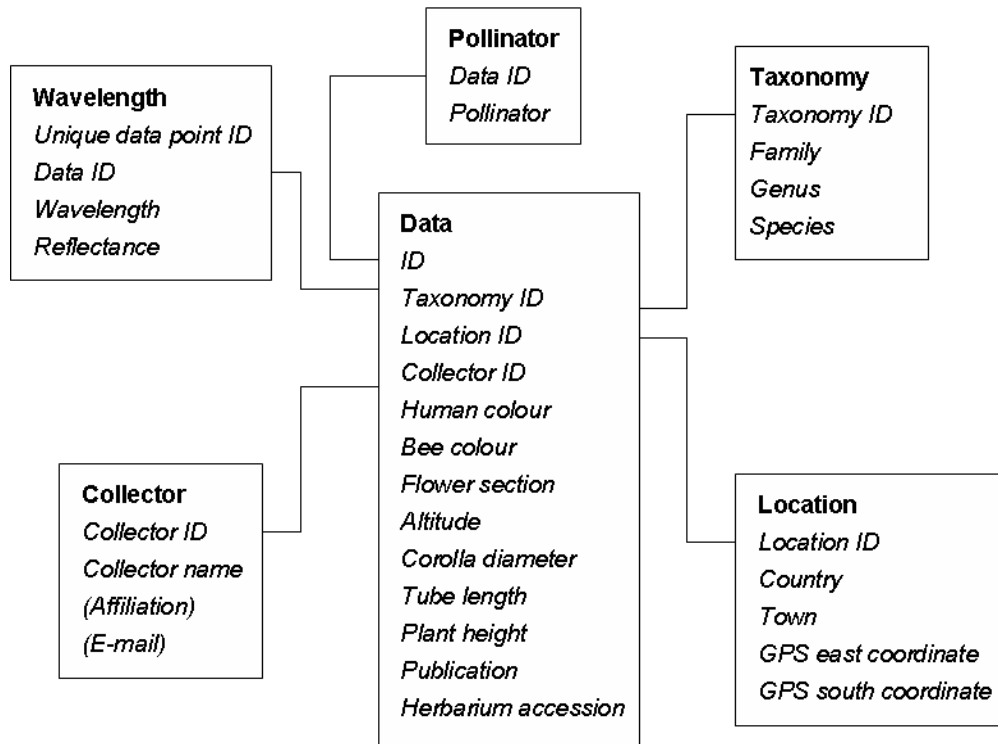 Pollinator
Data ID
Pollinator
Wavelength
Unique data point ID
Data ID
Wavelength
Reflectance
Taxonomy
Taxonomy ID
Family
Genus
Species
Data
ID
Taxonomy ID
Location ID
Collector ID
Human colour
Bee colour
Flower section
Altitude
Corolla diameter
Tube length
Plant height
Publication
Herbarium accession
Collector
Collector ID
Collector name
(Affiliation)
(E-mail)
Location
Location ID
Country
Town
GPS east coordinate
GPS south coordinate